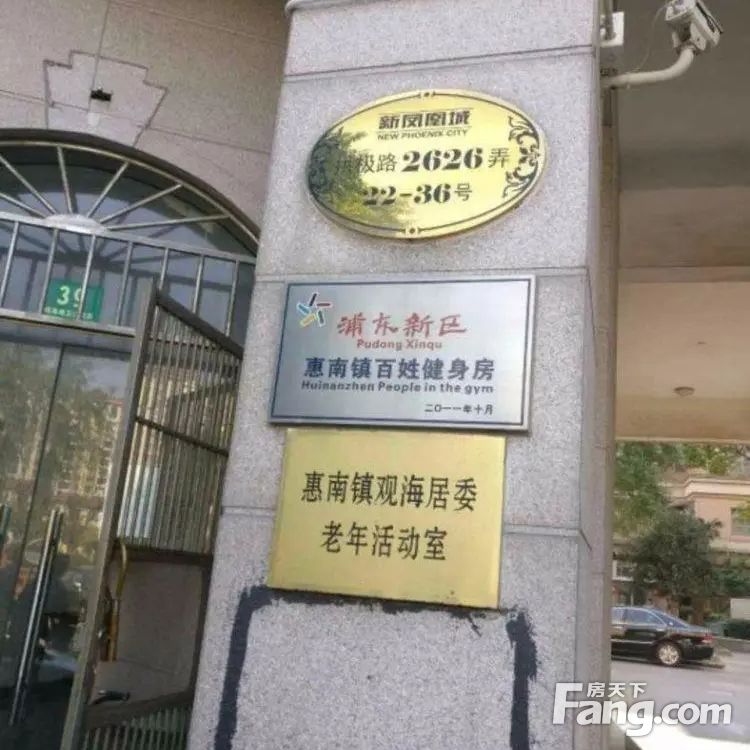 新凤凰城
NEW PHOENIX CITY
拱极路2626弄
22-36号
浦东新区
Pudong Xinqu
惠南镇百姓健身房
Huinanzhen People in the gym
二〇一一年十月
惠南镇观海居委
老年活动室
39
房天下
Fang.com